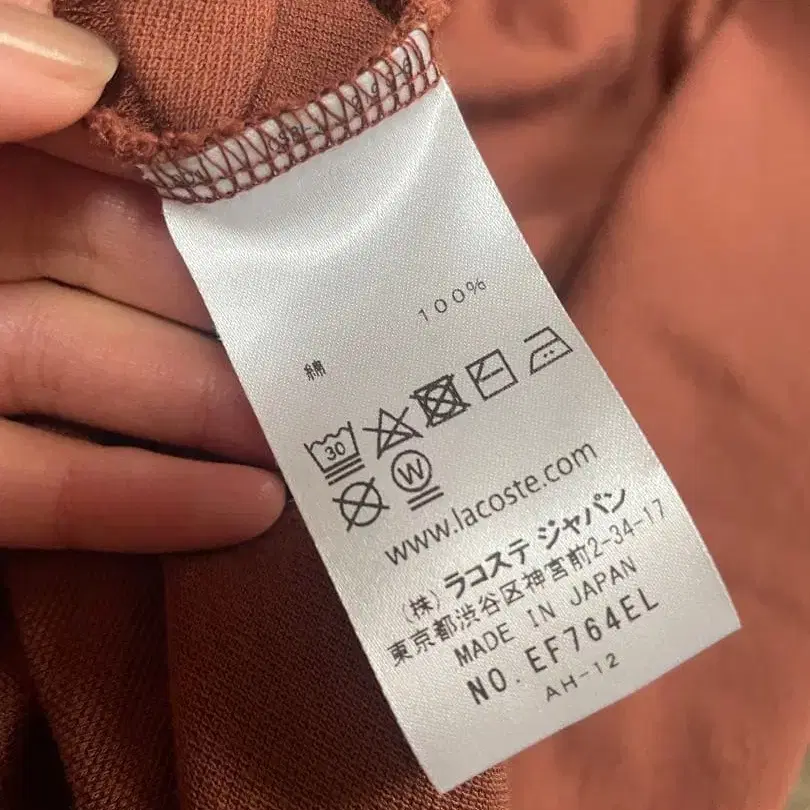 綿 100%
30
W
www.lacoste.com
(株) ラコステ ジャパン
東京都渋谷区神宮前2-34-17
MADE IN JAPAN
NO. EF764EL
AH-12